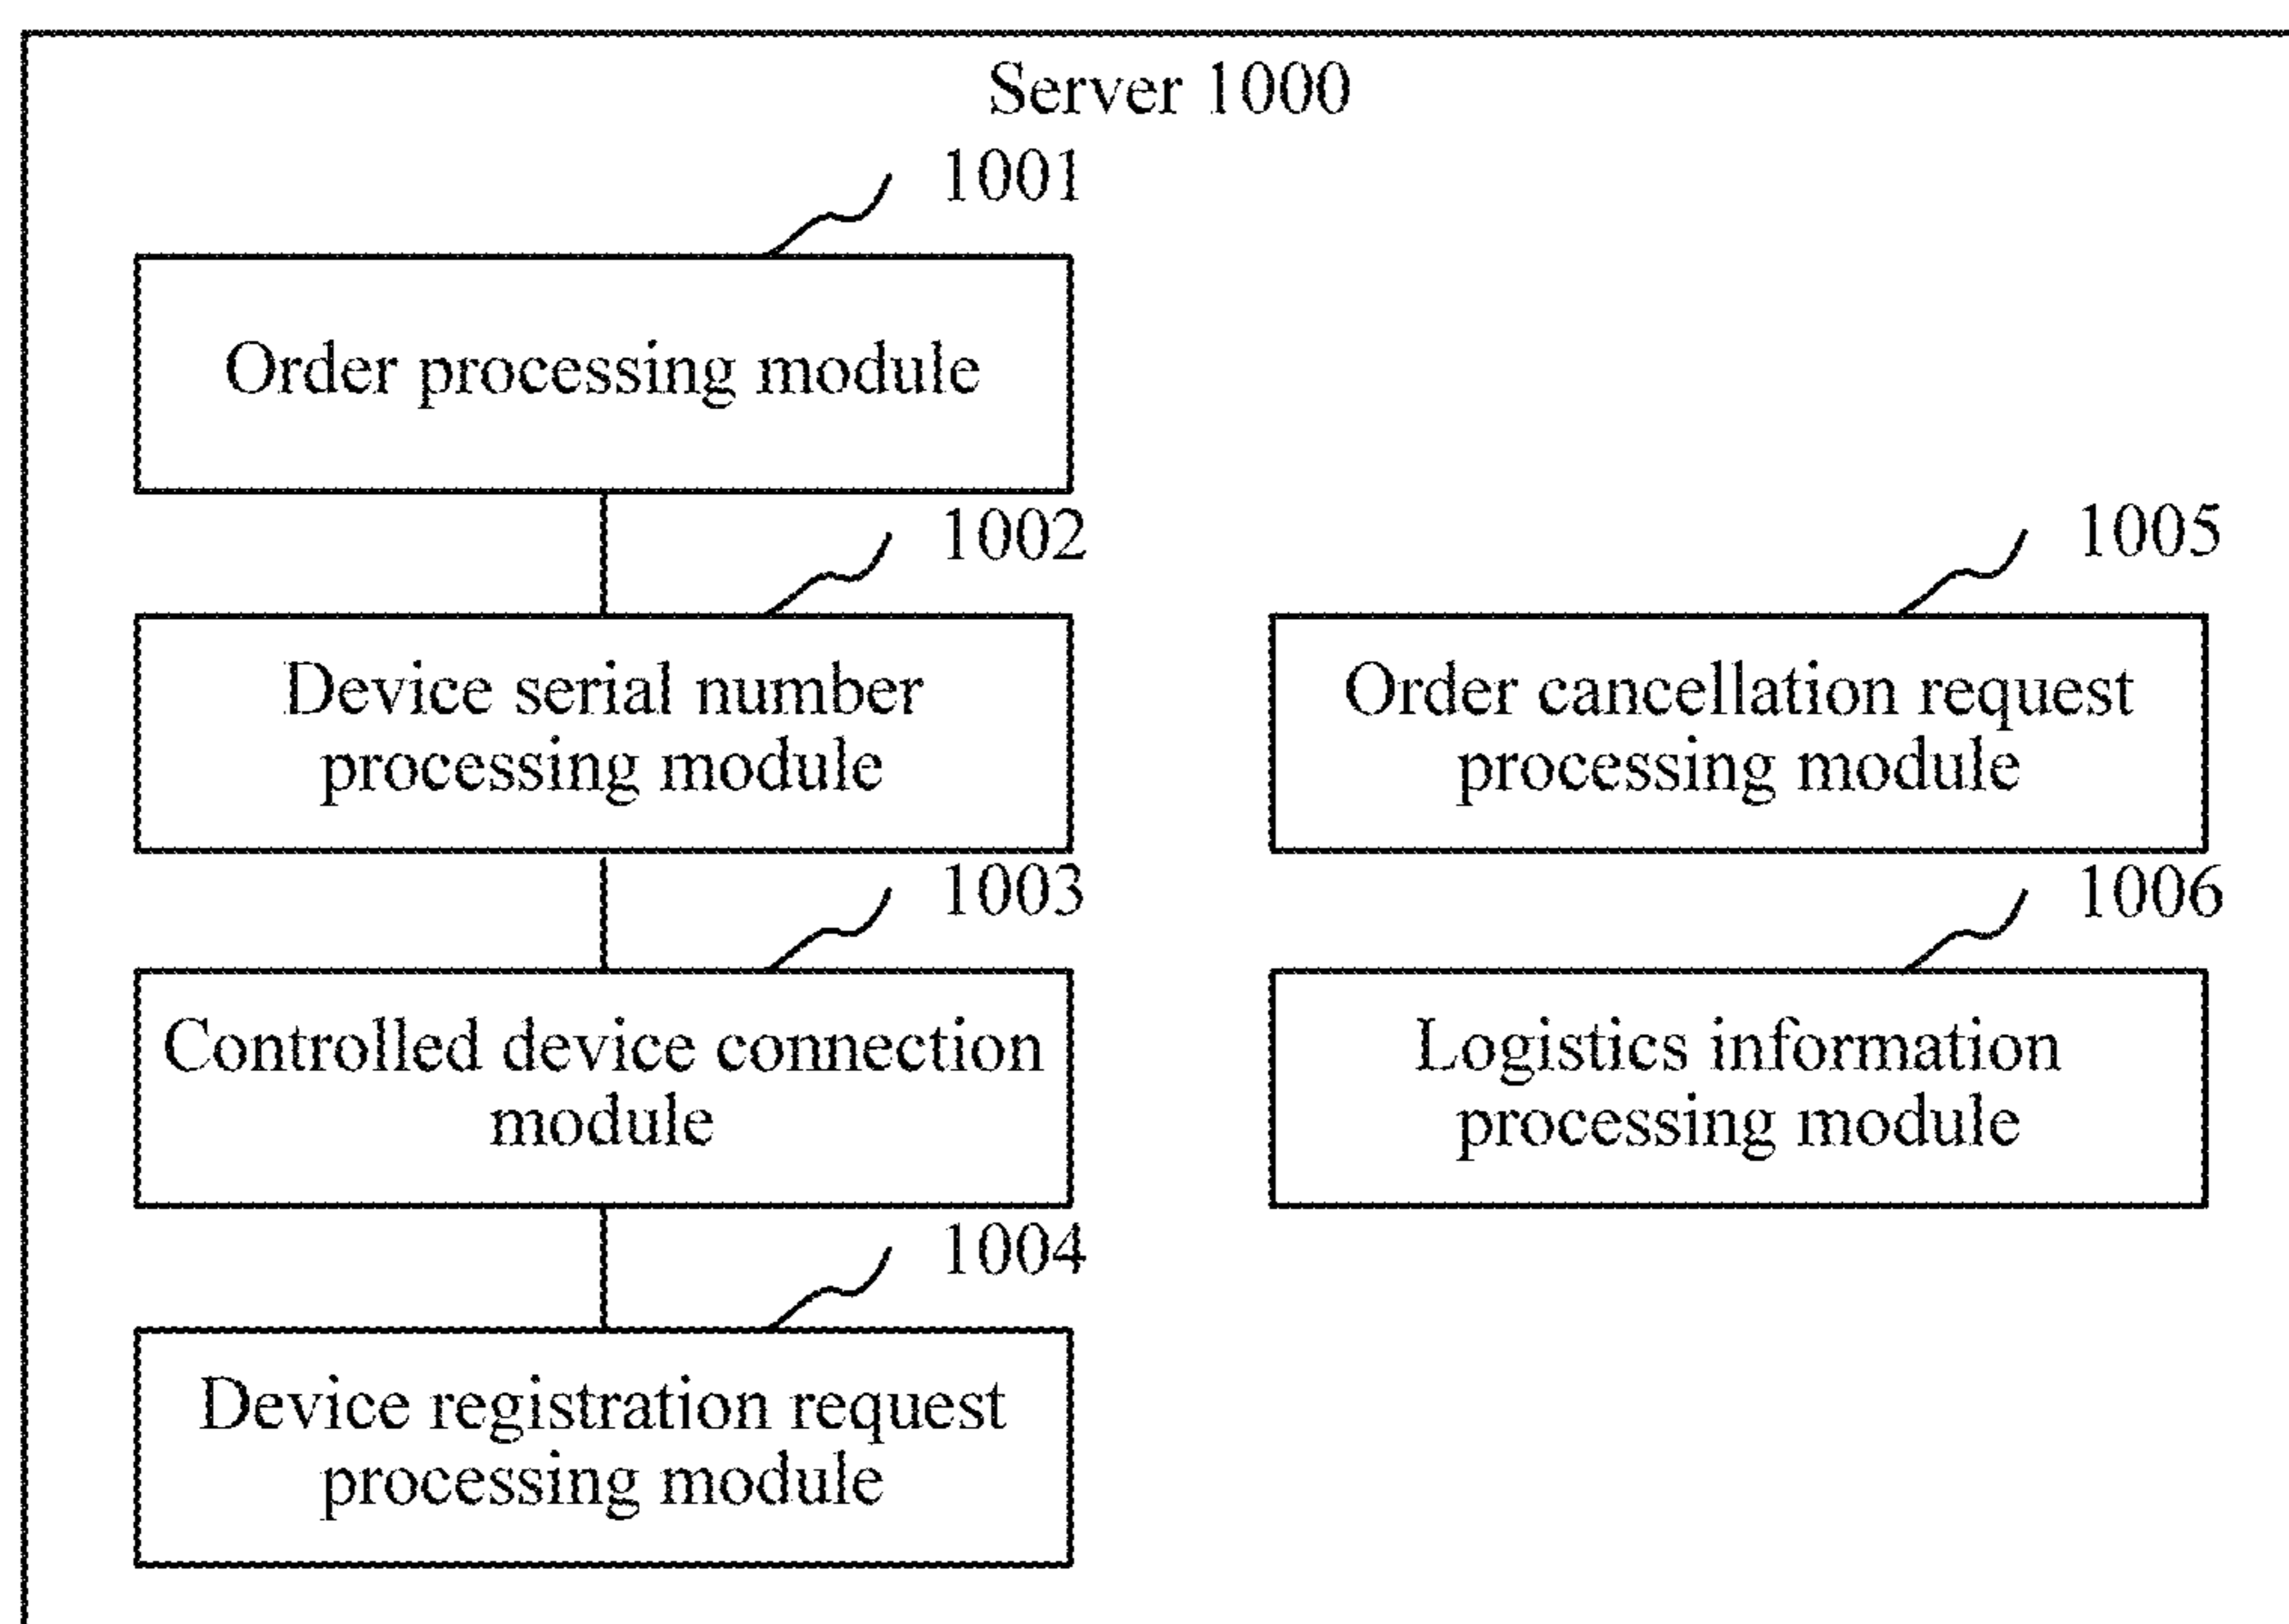 Server 1000
1001
Order processing module
1002
Device serial number
processing module
1003
Controlled device connection
module
1004
Device registration request
processing module
1005
Order cancellation request
processing module
1006
Logistics information
processing module